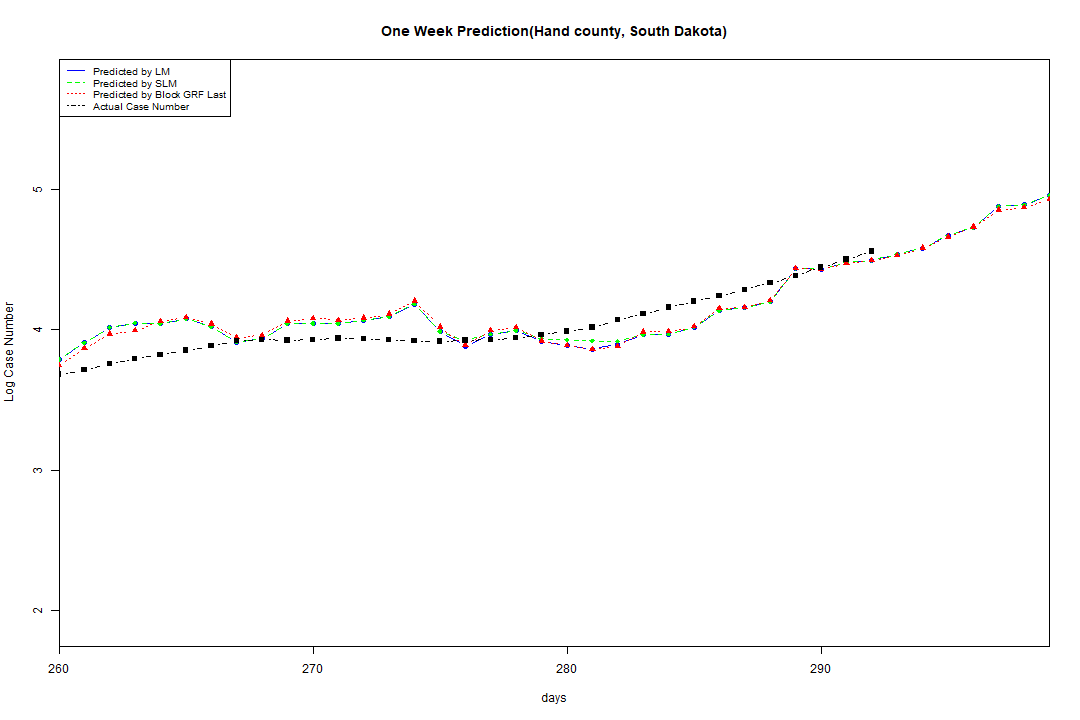 One Week Prediction(Hand county, South Dakota)
Predicted by LM
Predicted by SLM
Predicted by Block GRF Last
Actual Case Number
5
4
3
2
Log Case Number
260
270
280
290
days